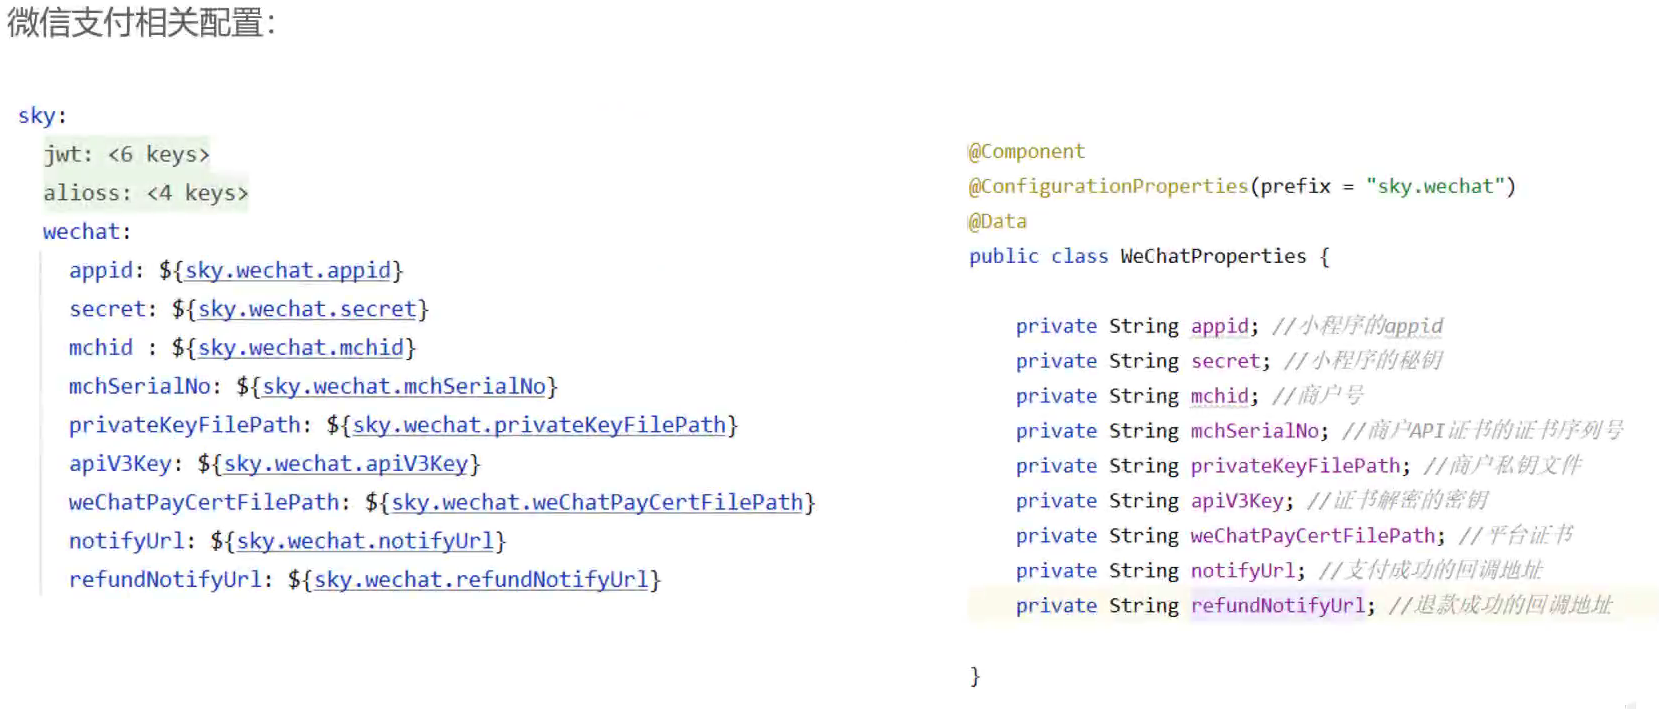 微信支付相关配置：
sky:
jwt: <6 keys>
alioss: <4 keys>
wechat:
appid: ${sky.wechat.appid}
secret: ${sky.wechat.secret}
mchid : ${sky.wechat.mchid}
mchSerialNo: ${sky.wechat.mchSerialNo}
privateKeyFilePath: ${sky.wechat.privateKeyFilePath}
apiV3Key: ${sky.wechat.apiV3Key}
weChatPayCertFilePath: ${sky.wechat.weChatPayCertFilePath}
notifyUrl: ${sky.wechat.notifyUrl}
refundNotifyUrl: ${sky.wechat.refundNotifyUrl}
@Component
@ConfigurationProperties(prefix = "sky.wechat")
@Data
public class WeChatProperties {
private String appid; //小程序的appid
private String secret; //小程序的秘钥
private String mchid; //商户号
private String mchSerialNo; //商户API证书的证书序列号
private String privateKeyFilePath; //商户私钥文件
private String apiV3Key; //证书解密的密钥
private String weChatPayCertFilePath; //平台证书
private String notifyUrl; //支付成功的回调地址
private String refundNotifyUrl; //退款成功的回调地址
}